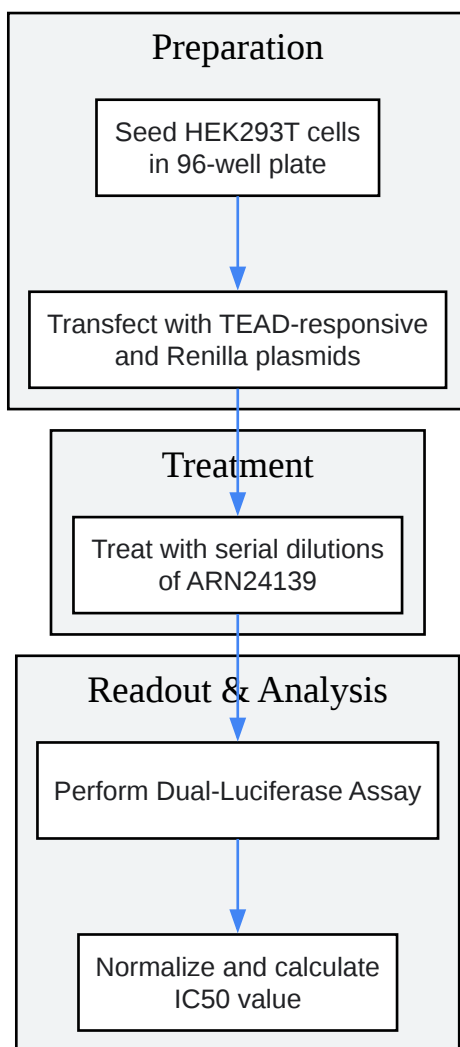 Preparation
Seed HEK293T cells
in 96-well plate
Transfect with TEAD-responsive
and Renilla plasmids
Treatment
Treat with serial dilutions
of ARN24139
Readout & Analysis
Perform Dual-Luciferase Assay
Normalize and calculate
IC50 value